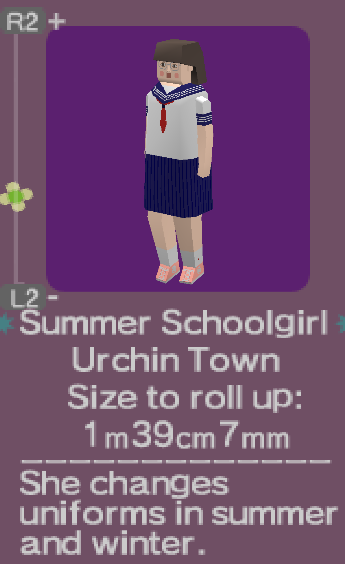 R2 +
L2 -
Summer Schoolgirl
Urchin Town
Size to roll up:
1m39cm7mm
She changes
uniforms in summer
and winter.